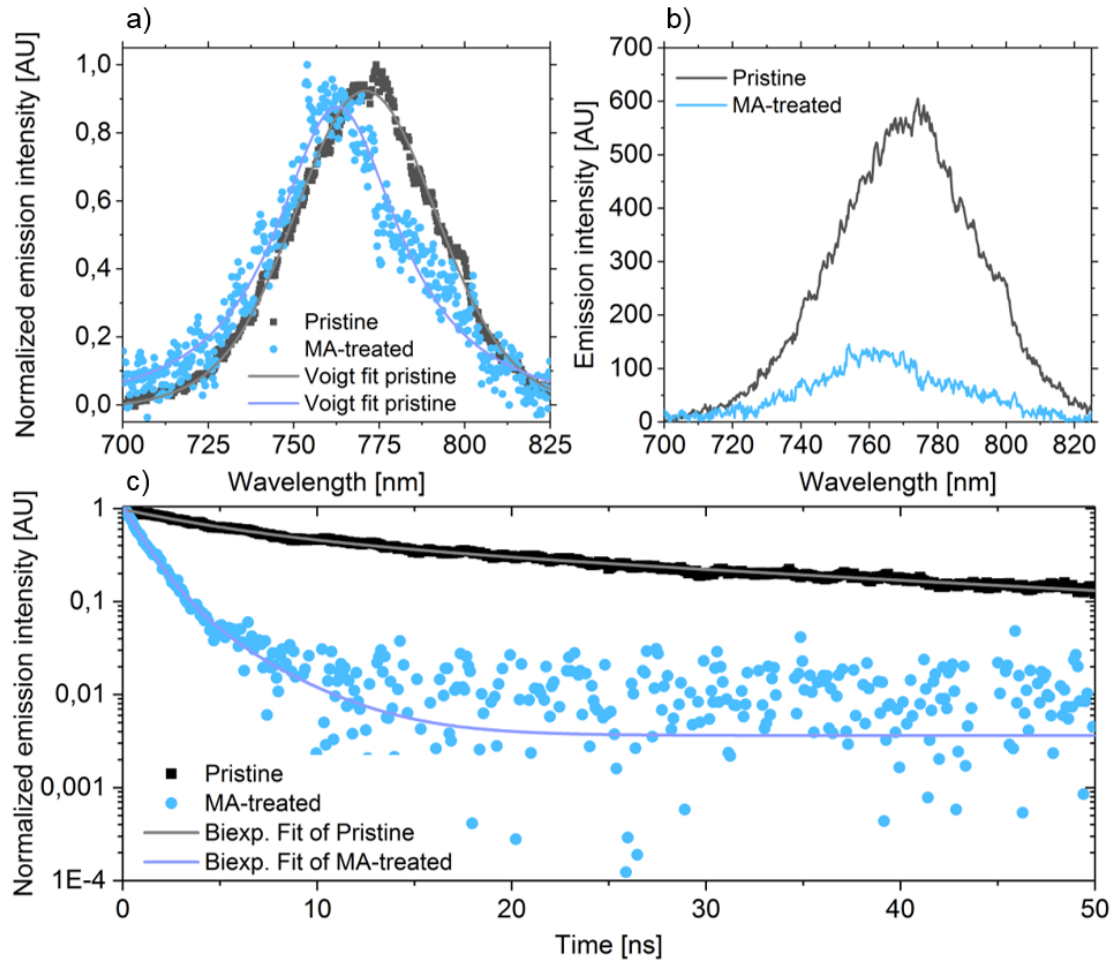 a)
Normalized emission intensity [AU]
1,0
0,8
0,6
0,4
0,2
0,0
Pristine
MA-treated
Voigt fit pristine
Voigt fit pristine
700 725 750 775 800 825
Wavelength [nm]
b)
Emission intensity [AU]
700
600
500
400
300
200
100
0
Pristine
MA-treated
700 720 740 760 780 800 820
Wavelength [nm]
c)
Normalized emission intensity [AU]
1
0,1
0,01
0,001
1E-4
Pristine
MA-treated
Biexp. Fit of Pristine
Biexp. Fit of MA-treated
0 10 20 30 40 50
Time [ns]